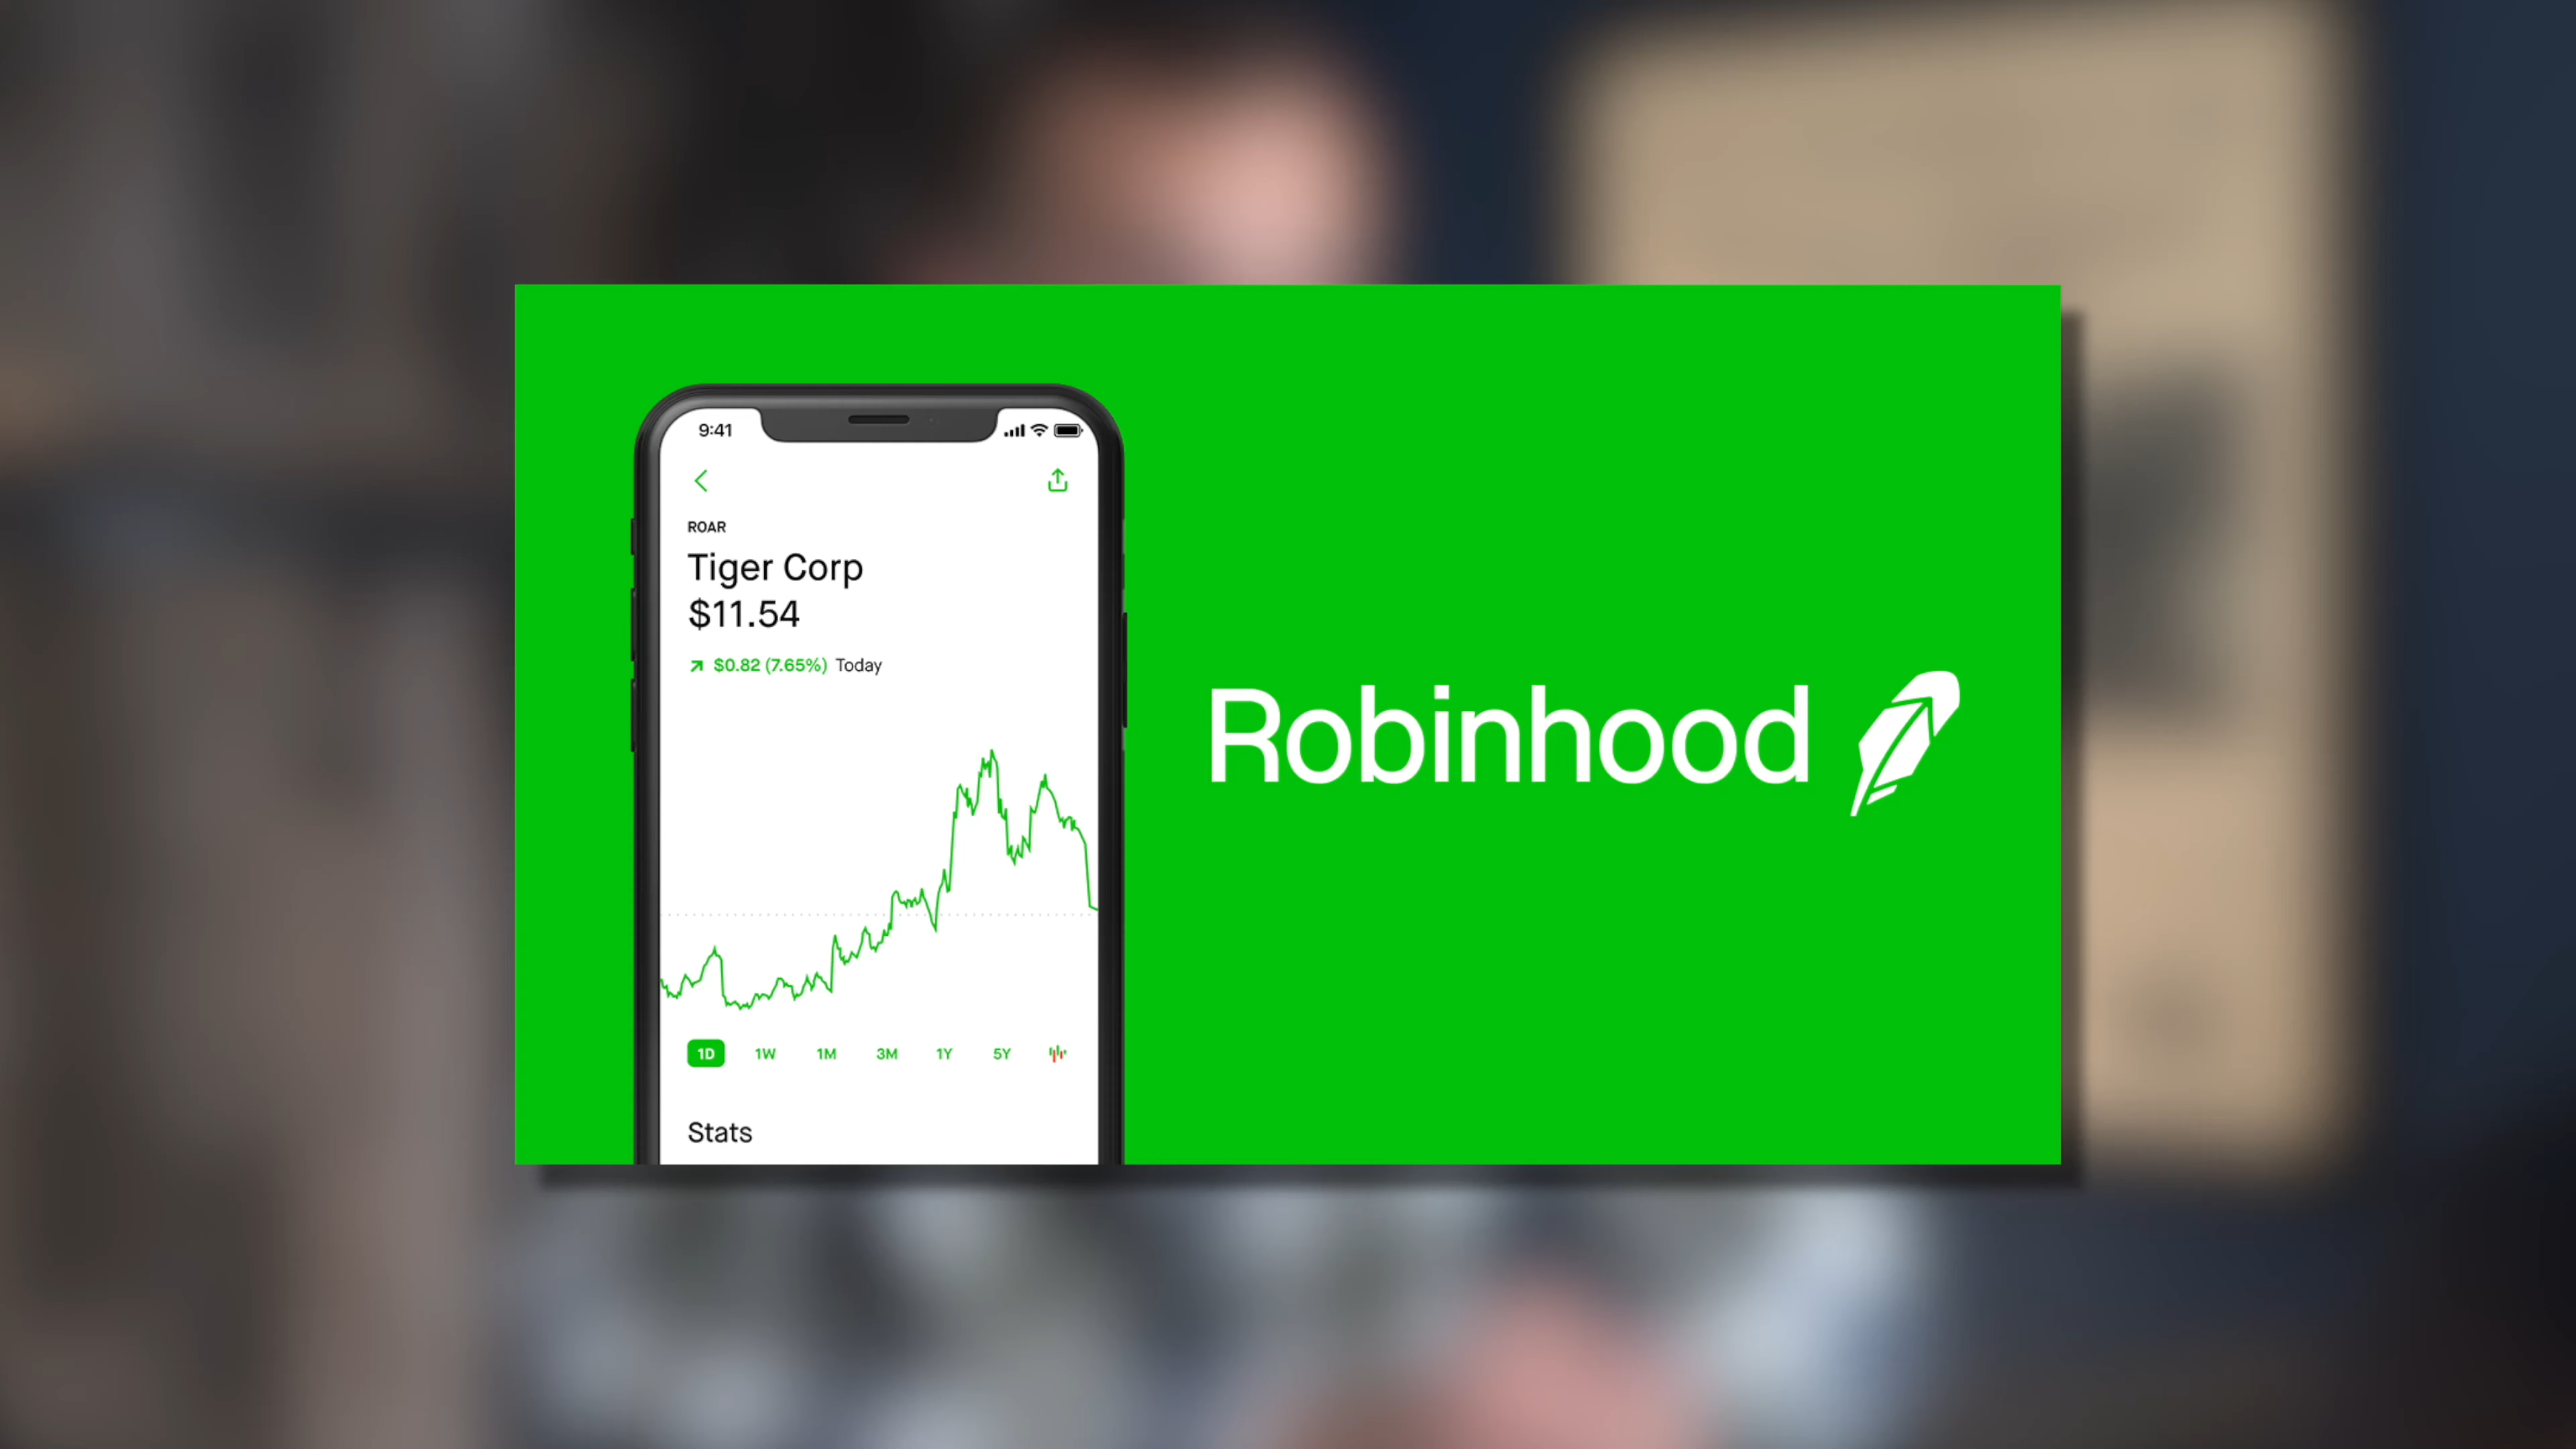 9:41
ROAR
Tiger Corp
$11.54
$0.82 (7.65%) Today
1D 1W 1M 3M 1Y 5Y
Stats
Robinhood